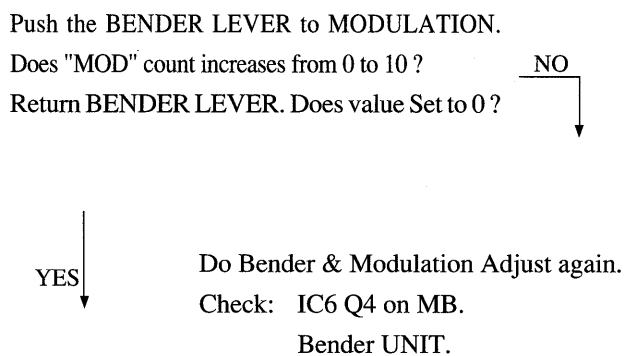 Push the BENDER LEVER to MODULATION.
Does "MOD" count increases from 0 to 10 ?
NO
Return BENDER LEVER. Does value Set to 0 ?
YES
Do Bender & Modulation Adjust again.
Check: IC6 Q4 on MB.
Bender UNIT.